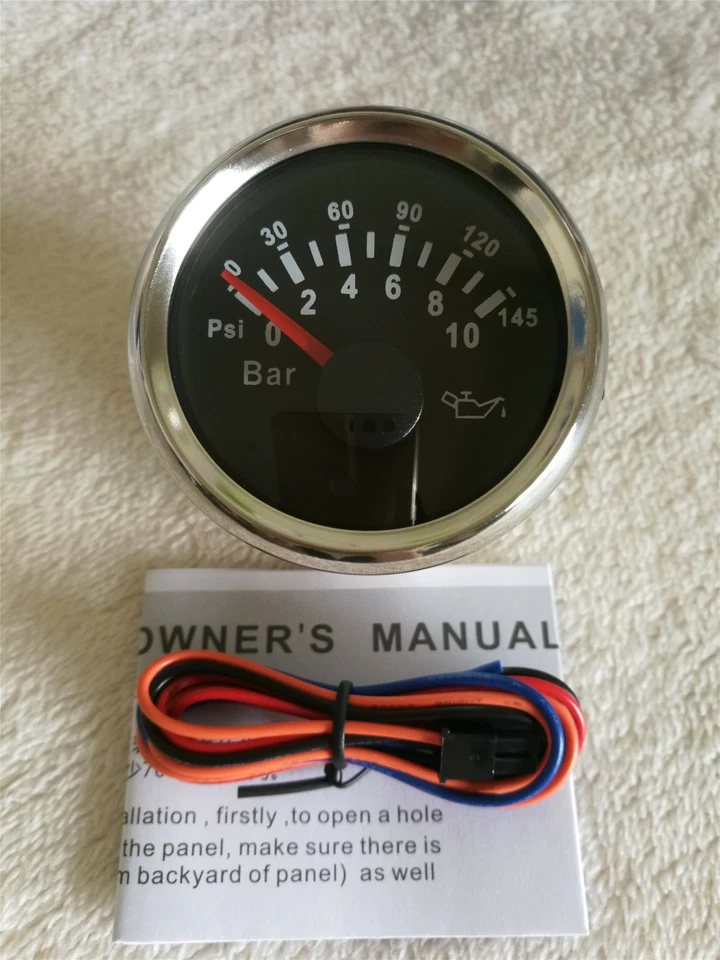 0 30 60 90 120 145
0 2 4 6 8 10
Psi
Bar
OWNER'S MANUAL
allation , firstly ,to open a hole
the panel, make sure there is
backyard of panel) as well